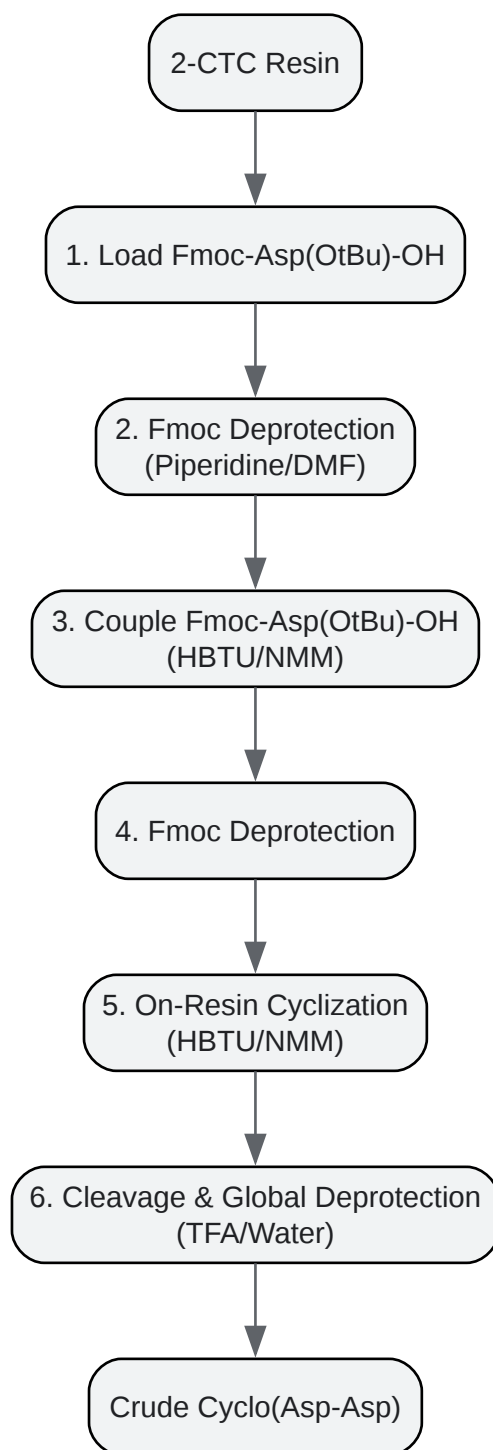 2-CTC Resin
1. Load Fmoc-Asp(OtBu)-OH
2. Fmoc Deprotection
(Piperidine/DMF)
3. Couple Fmoc-Asp(OtBu)-OH
(HBTU/NMM)
4. Fmoc Deprotection
5. On-Resin Cyclization
(HBTU/NMM)
6. Cleavage & Global Deprotection
(TFA/Water)
Crude Cyclo(Asp-Asp)